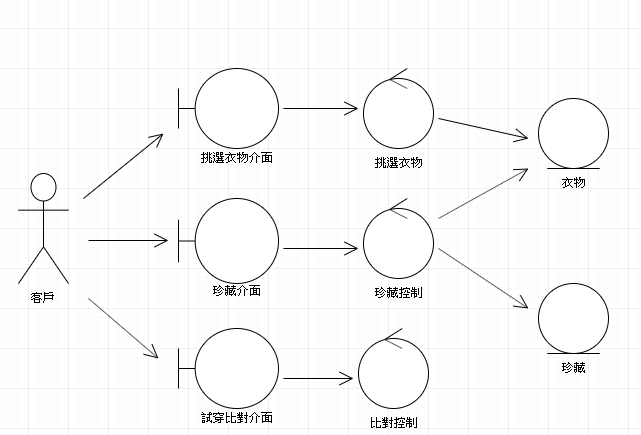 挑選衣物介面
挑選衣物
衣物
客戶
珍藏介面
珍藏控制
珍藏
試穿比對介面
比對控制